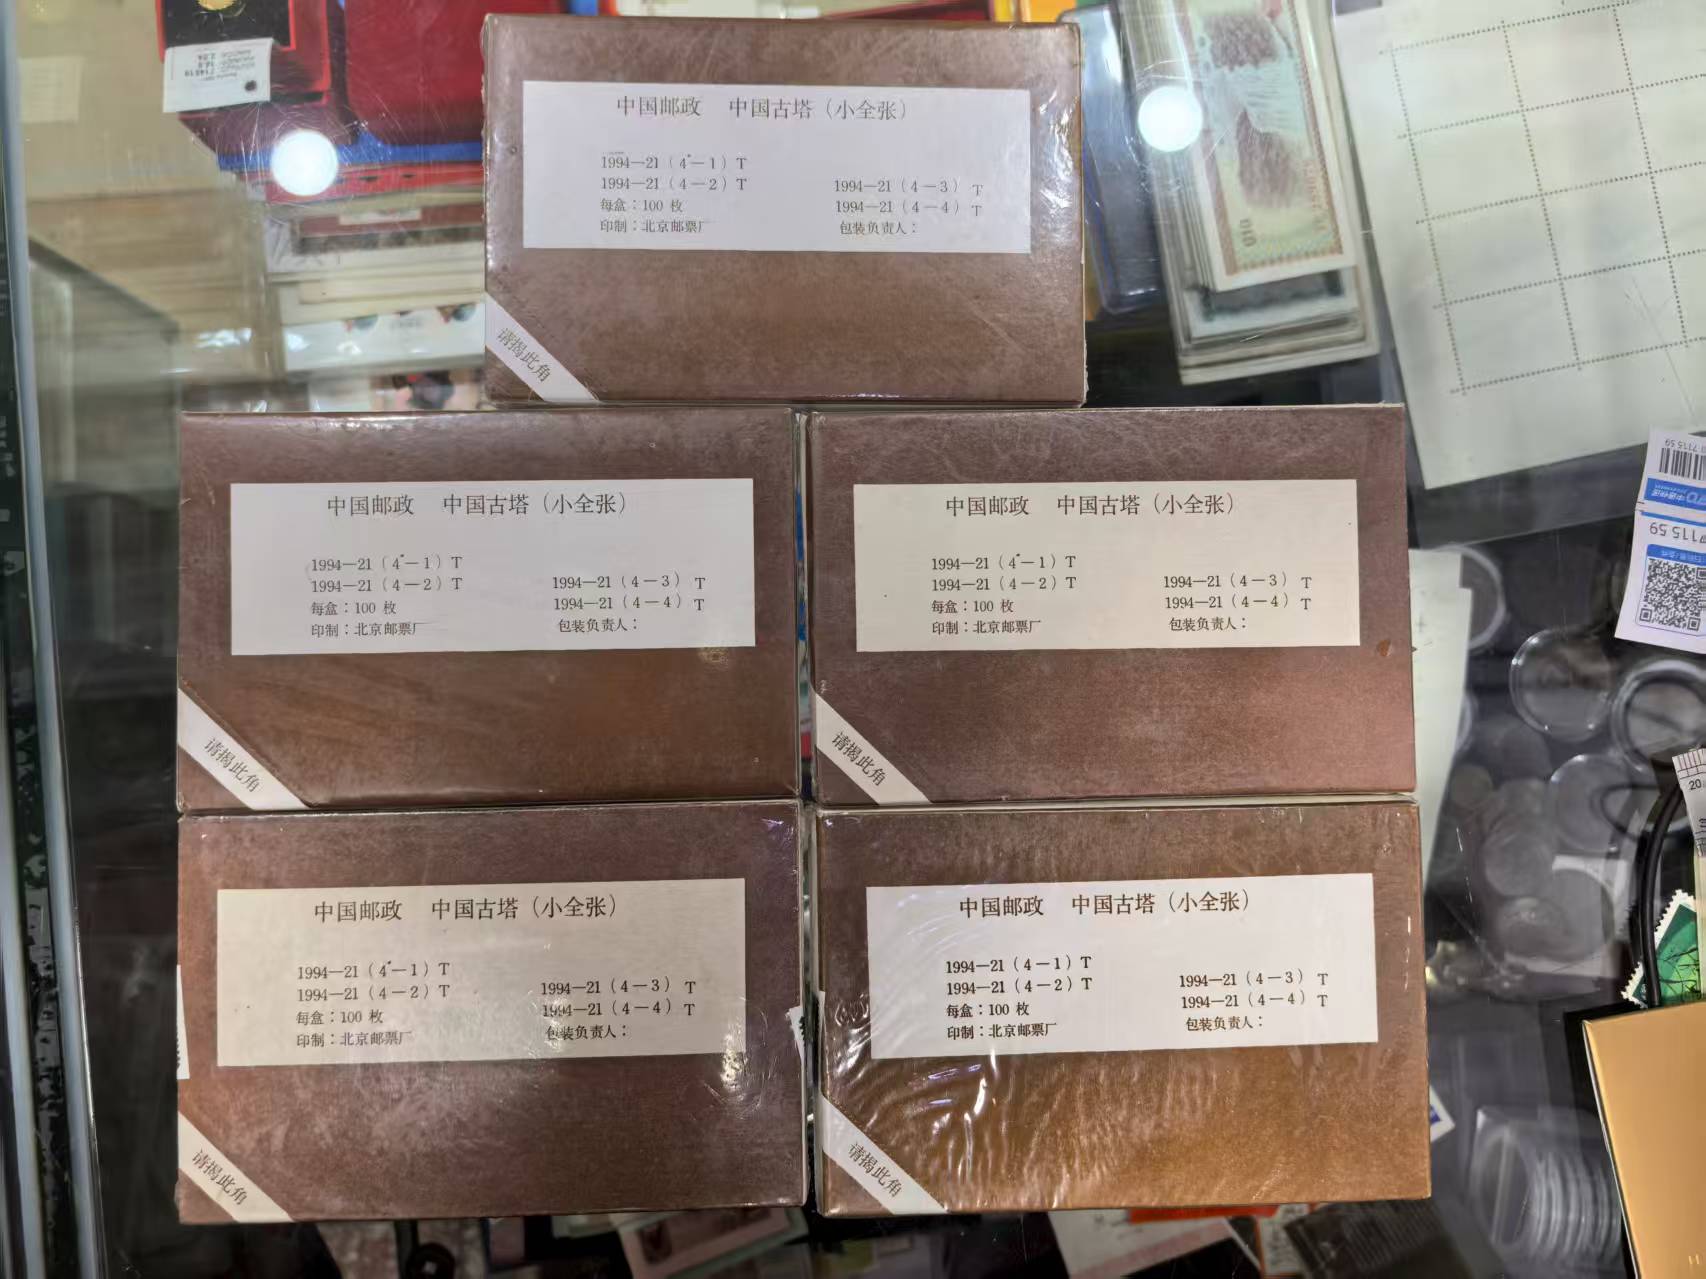 中国邮政 中国古塔（小全张）
1994—21（4—1）T
1994—21（4—2）T
1994—21（4—3）T
每盒：100 枚
1994—21（4—4）T
印制：北京邮票厂
包装负责人：
请揭此角
中国邮政 中国古塔（小全张）
1994—21（4—1）T
1994—21（4—2）T
1994—21（4—3）T
每盒：100 枚
1994—21（4—4）T
印制：北京邮票厂
包装负责人：
请揭此角
中国邮政 中国古塔（小全张）
1994—21（4—1）T
1994—21（4—2）T
1994—21（4—3）T
每盒：100 枚
1994—21（4—4）T
印制：北京邮票厂
包装负责人：
请揭此角
中国邮政 中国古塔（小全张）
1994—21（4—1）T
1994—21（4—2）T
1994—21（4—3）T
每盒：100 枚
1994—21（4—4）T
印制：北京邮票厂
包装负责人：
请揭此角
中国邮政 中国古塔（小全张）
1994—21（4—1）T
1994—21（4—2）T
1994—21（4—3）T
每盒：100 枚
1994—21（4—4）T
印制：北京邮票厂
包装负责人：
请揭此角
7115 59
20